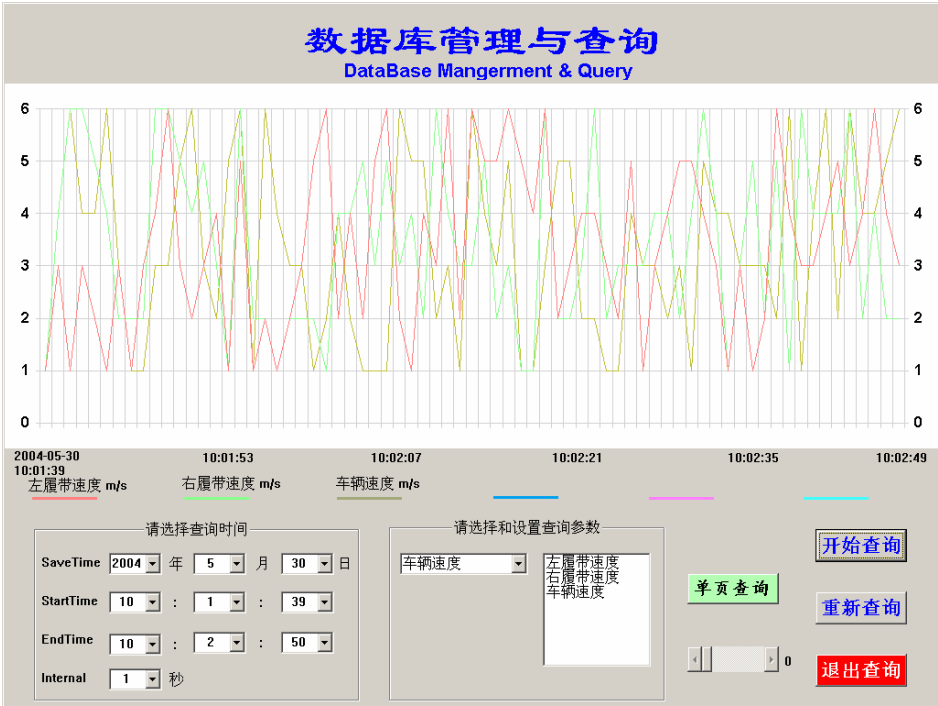 数据库管理与查询
DataBase Mangerment & Query
6 6
5 5
4 4
3 3
2 2
1 1
0 0
2004-05-30 10:01:53 10:02:07 10:02:21 10:02:35 10:02:49
10:01:39
左履带速度 m/s 右履带速度 m/s 车辆速度 m/s
请选择查询时间
SaveTime 2004 年 5 月 30 日
StartTime 10 : 1 : 39
EndTime 10 : 2 : 50
Internal 1 秒
请选择和设置查询参数
车辆速度
左履带速度
右履带速度
车辆速度
单页查询
0
开始查询
重新查询
退出查询